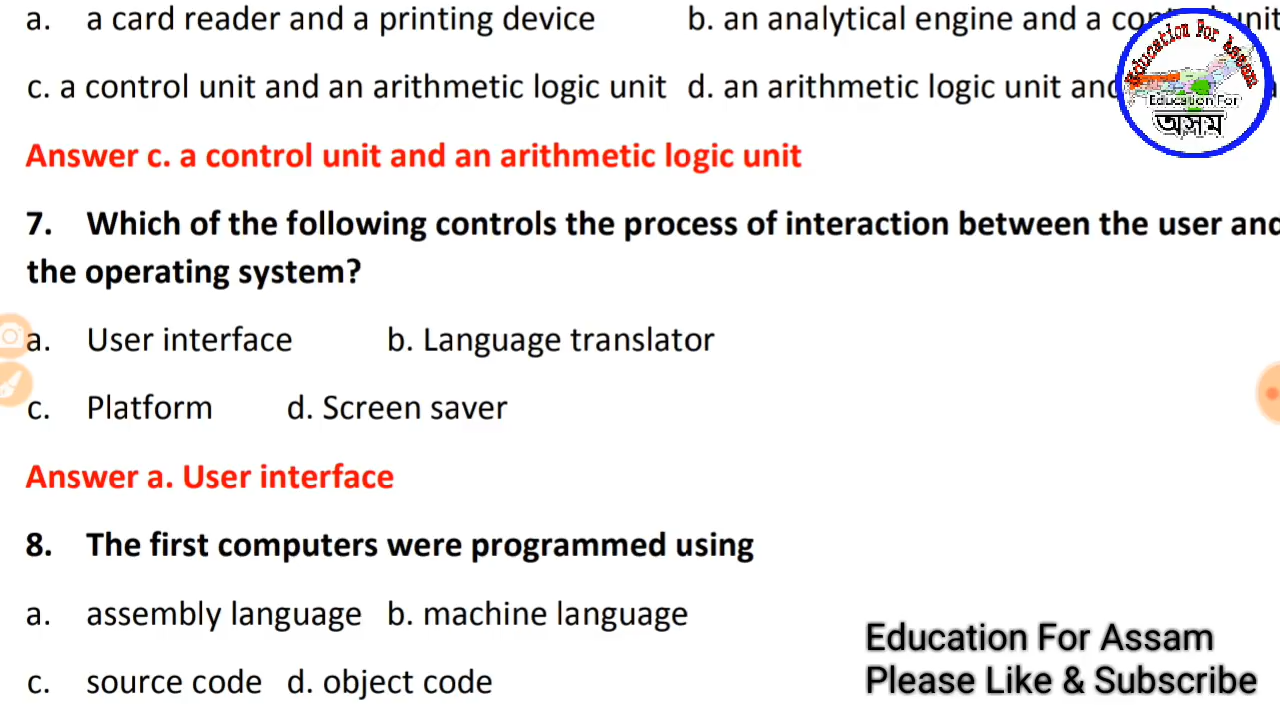 a. a card reader and a printing device b. an analytical engine and a unit
c. a control unit and an arithmetic logic unit d. an arithmetic logic unit and
Answer c. a control unit and an arithmetic logic unit
7. Which of the following controls the process of interaction between the user and
the operating system?
a. User interface b. Language translator
c. Platform d. Screen saver
Answer a. User interface
8. The first computers were programmed using
a. assembly language b. machine language
c. source code d. object code
Education For Assam
Education For
অসম
Education For Assam
Please Like & Subscribe